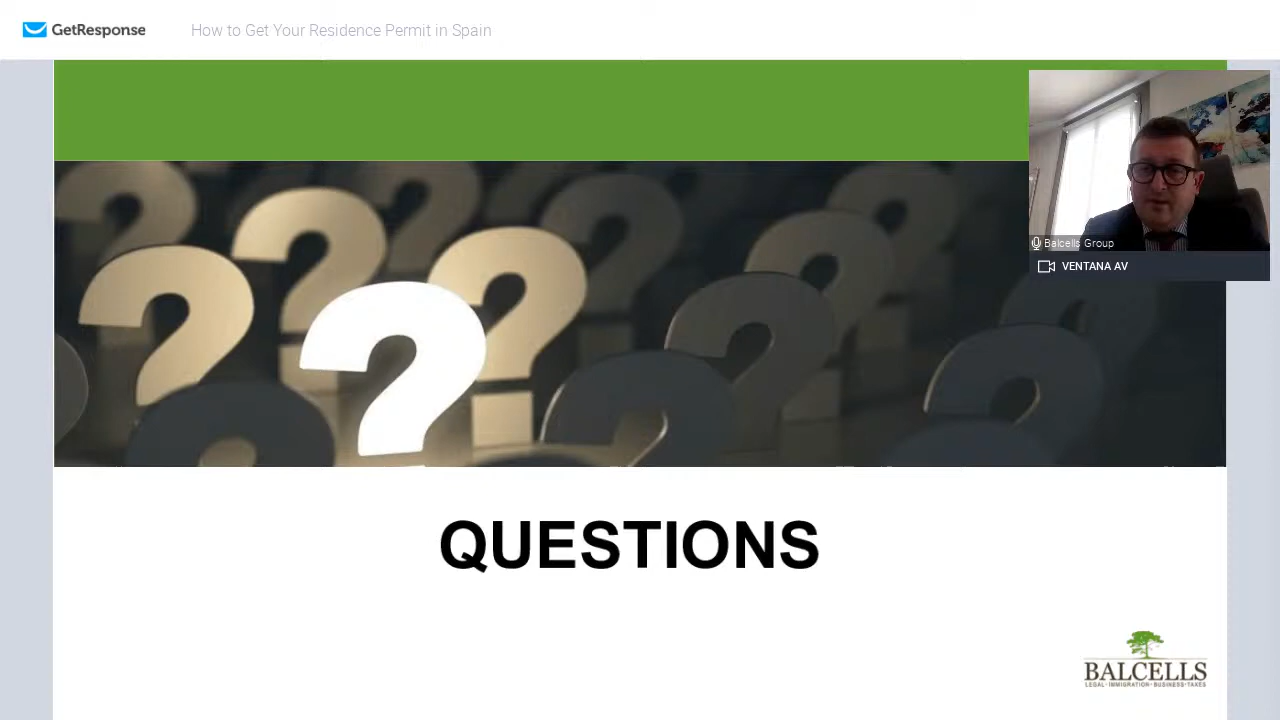 GetResponse
How to Get Your Residence Permit in Spain
Balcells Group
VENTANA AV
QUESTIONS
BALCELLS
LEGAL·IMMIGRATION·BUSINESS·TAXES